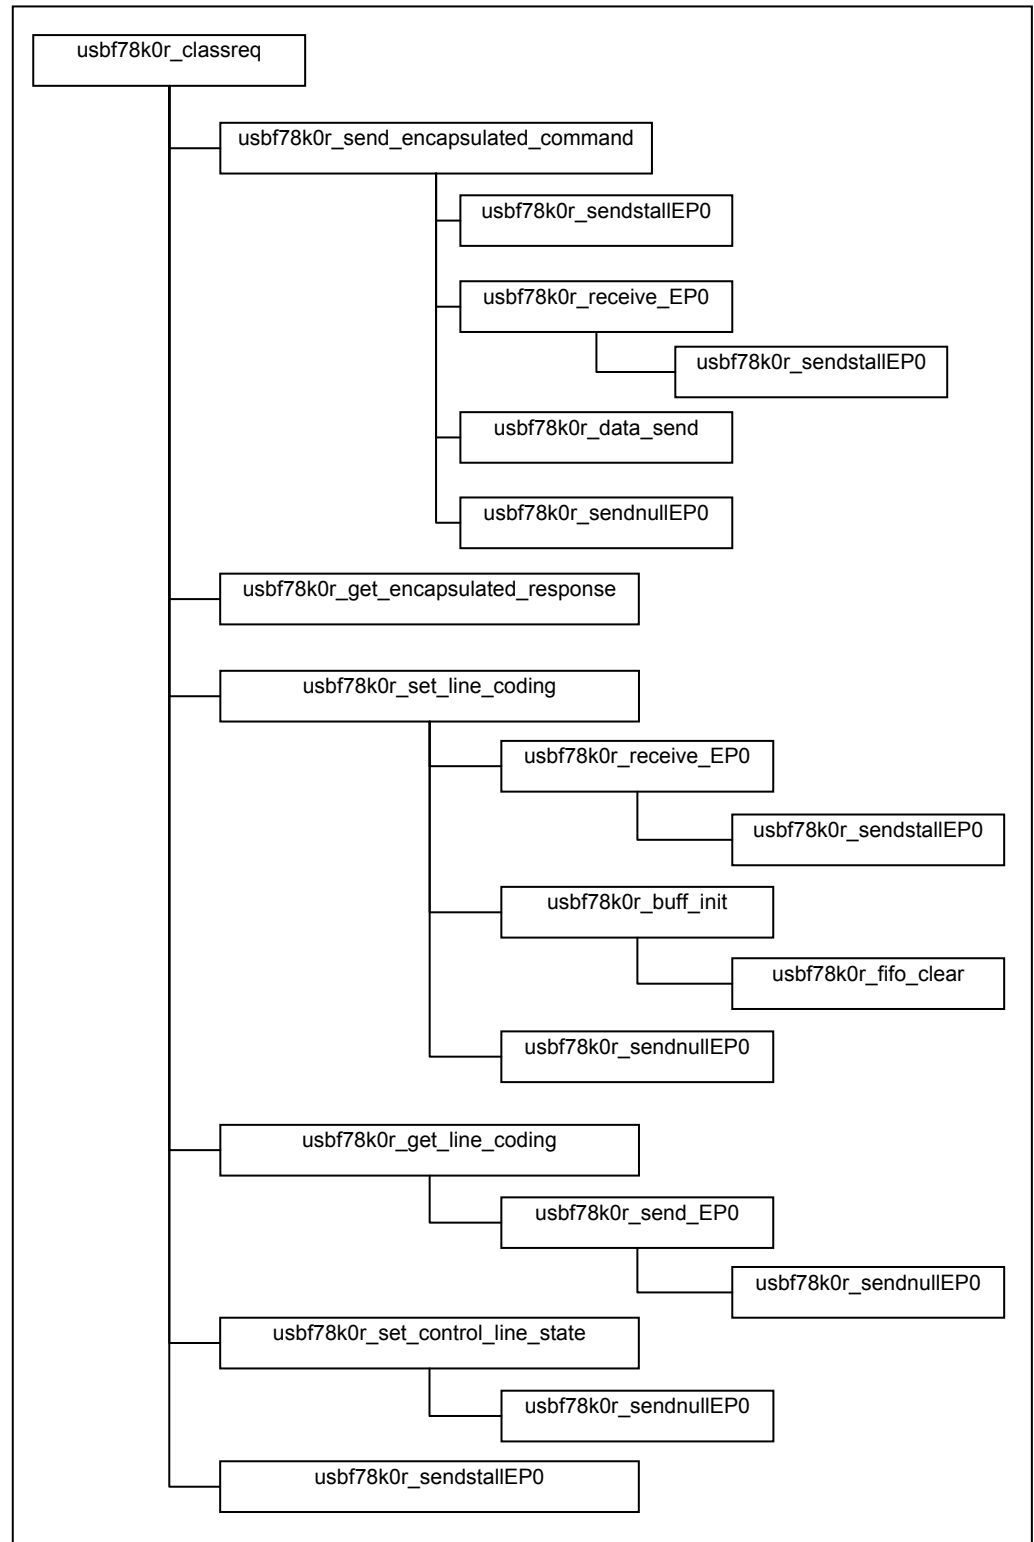 usbf78k0r_classreq
usbf78k0r_send_encapsulated_command
usbf78k0r_sendstallEP0
usbf78k0r_receive_EP0
usbf78k0r_sendstallEP0
usbf78k0r_data_send
usbf78k0r_sendnullEP0
usbf78k0r_get_encapsulated_response
usbf78k0r_set_line_coding
usbf78k0r_receive_EP0
usbf78k0r_sendstallEP0
usbf78k0r_buff_init
usbf78k0r_fifo_clear
usbf78k0r_sendnullEP0
usbf78k0r_get_line_coding
usbf78k0r_send_EP0
usbf78k0r_sendnullEP0
usbf78k0r_set_control_line_state
usbf78k0r_sendnullEP0
usbf78k0r_sendstallEP0